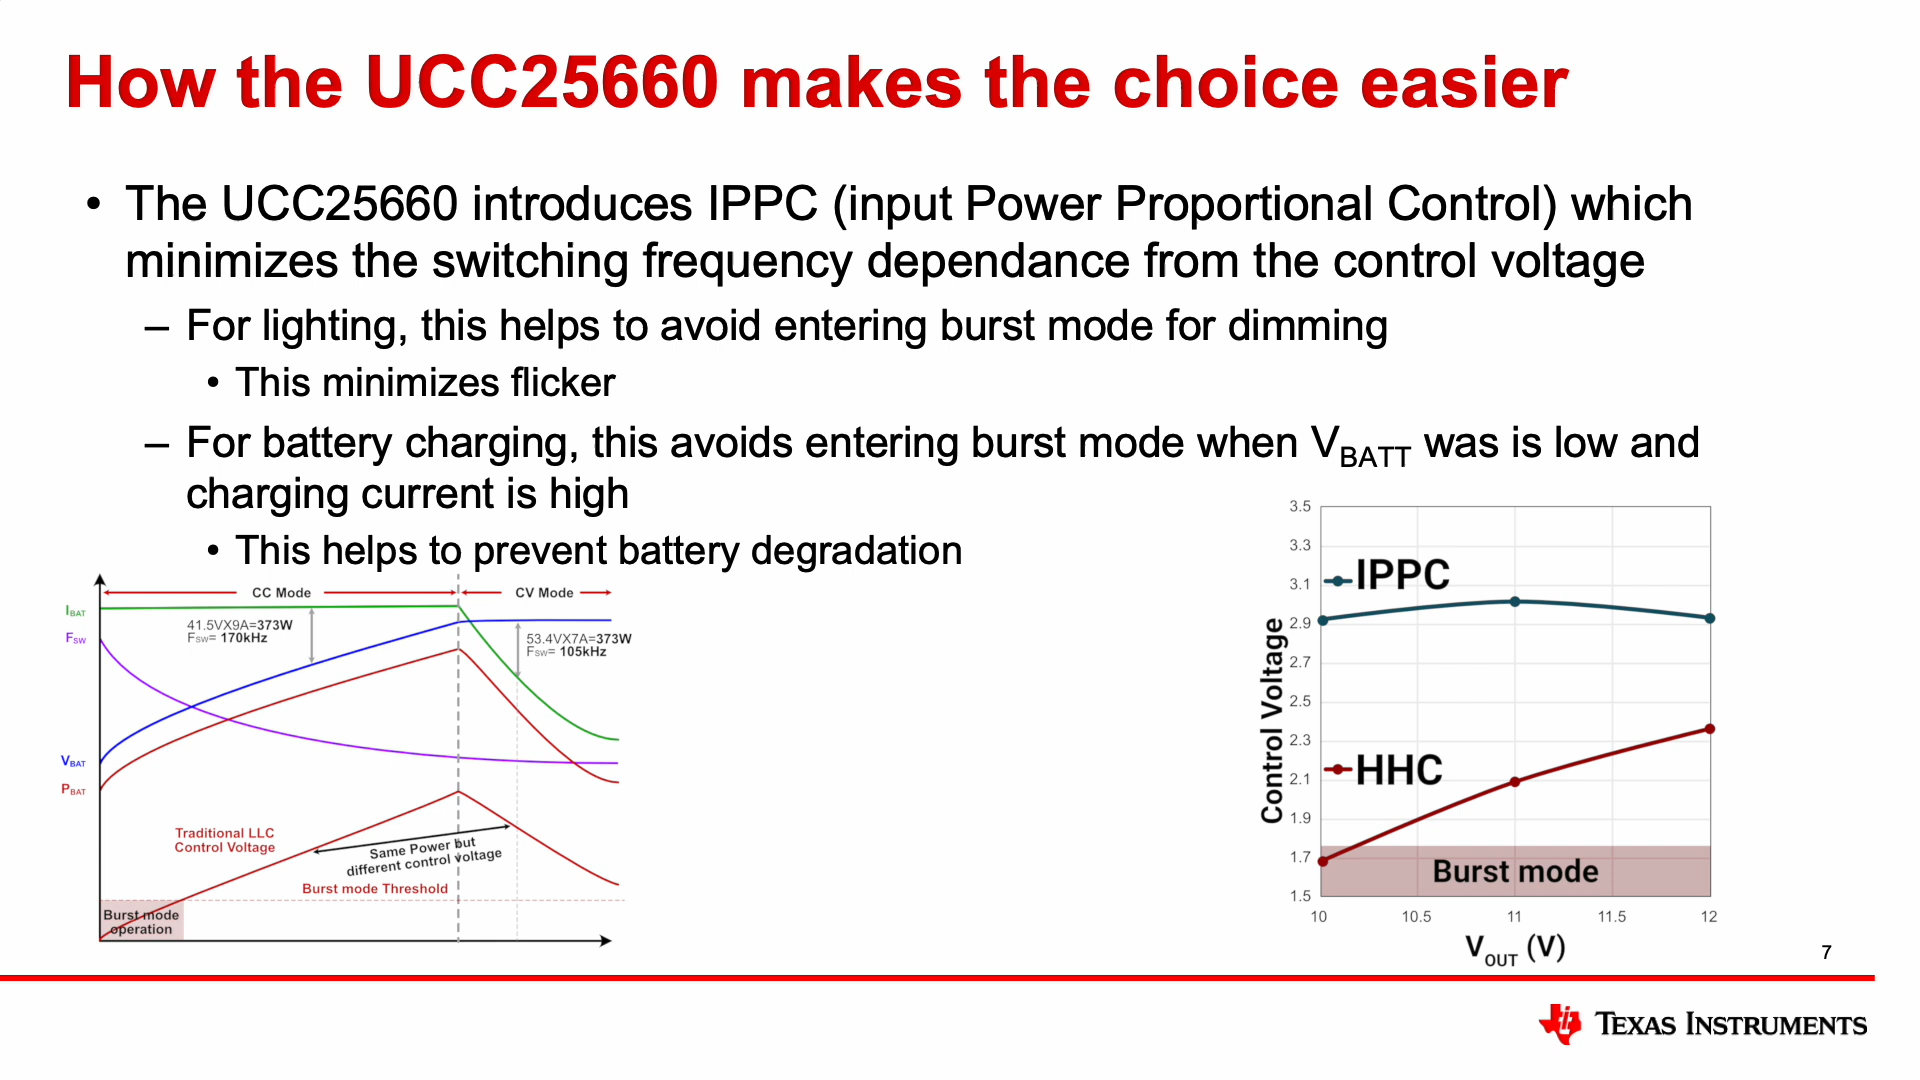 How the UCC25660 makes the choice easier
• The UCC25660 introduces IPPC (input Power Proportional Control) which
minimizes the switching frequency dependance from the control voltage
– For lighting, this helps to avoid entering burst mode for dimming
• This minimizes flicker
– For battery charging, this avoids entering burst mode when VBATT was is low and
charging current is high
• This helps to prevent battery degradation
CC Mode
CV Mode
IBAT
FSW
VBAT
PBAT
41.5VX9A=373W
FSW= 170kHz
53.4VX7A=373W
FSW= 105kHz
Traditional LLC
Control Voltage
Same Power but
different control voltage
Burst mode Threshold
Burst mode
operation
Control Voltage
3.5
3.3
3.1
2.9
2.7
2.5
2.3
2.1
1.9
1.7
1.5
IPPC
HHC
Burst mode
10 10.5 11 11.5 12
VOUT (V)
7
TEXAS INSTRUMENTS